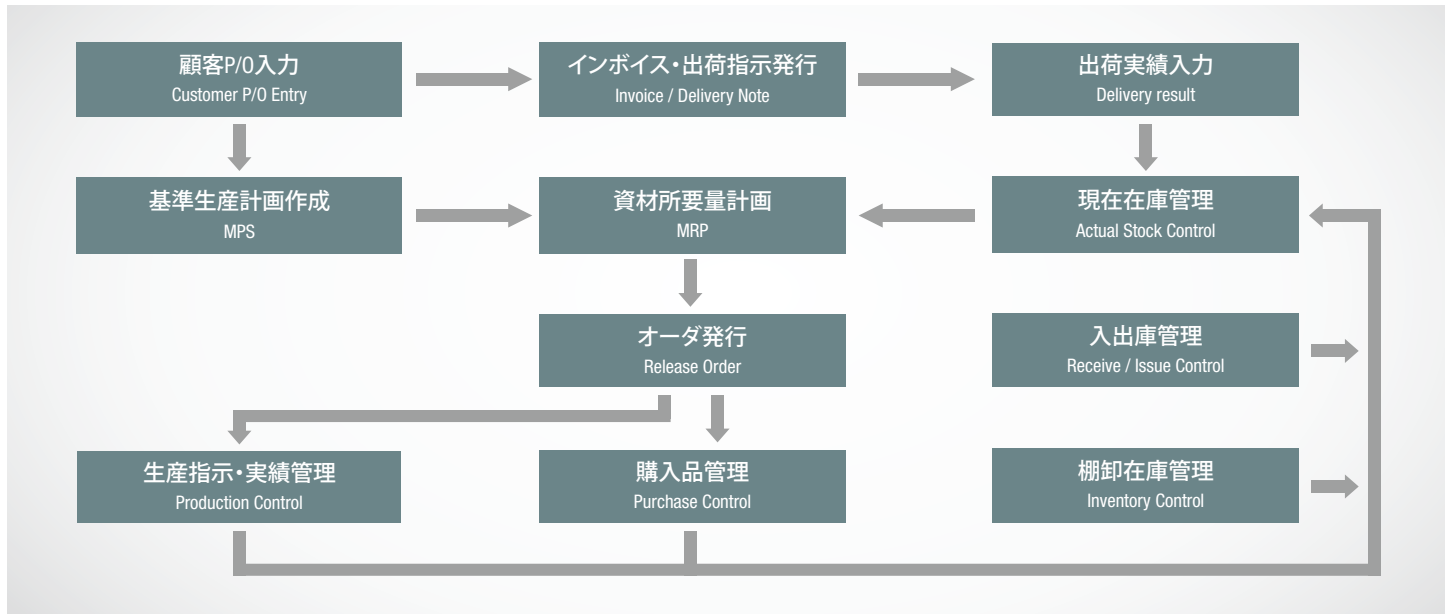 顧客P/O入力
Customer P/O Entry
インボイス・出荷指示発行
Invoice / Delivery Note
出荷実績入力
Delivery result
基準生産計画作成
MPS
資材所要量計画
MRP
現在在庫管理
Actual Stock Control
オーダ発行
Release Order
入出庫管理
Receive / Issue Control
生産指示・実績管理
Production Control
購入品管理
Purchase Control
棚卸在庫管理
Inventory Control